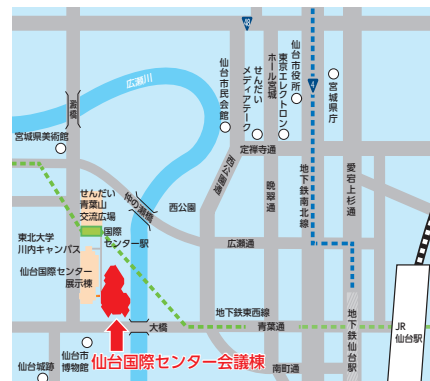 48
広瀬川
澱橋
宮城県美術館
仙台市民会館
せんだい
メディアテーク
東京エレクトロン
ホール宮城
仙台市役所
4
宮城県庁
定禅寺通
西公園通
晩翠通
地下鉄南北線
愛宕上杉通
せんだい
青葉山
交流広場
仲の瀬橋
西公園
国際
センター駅
東北大学
川内キャンパス
広瀬通
仙台国際センター
展示棟
大橋
地下鉄東西線
青葉通
地下鉄仙台駅
JR
仙台駅
仙台市
博物館
仙台国際センター会議棟
仙台城跡
南町通